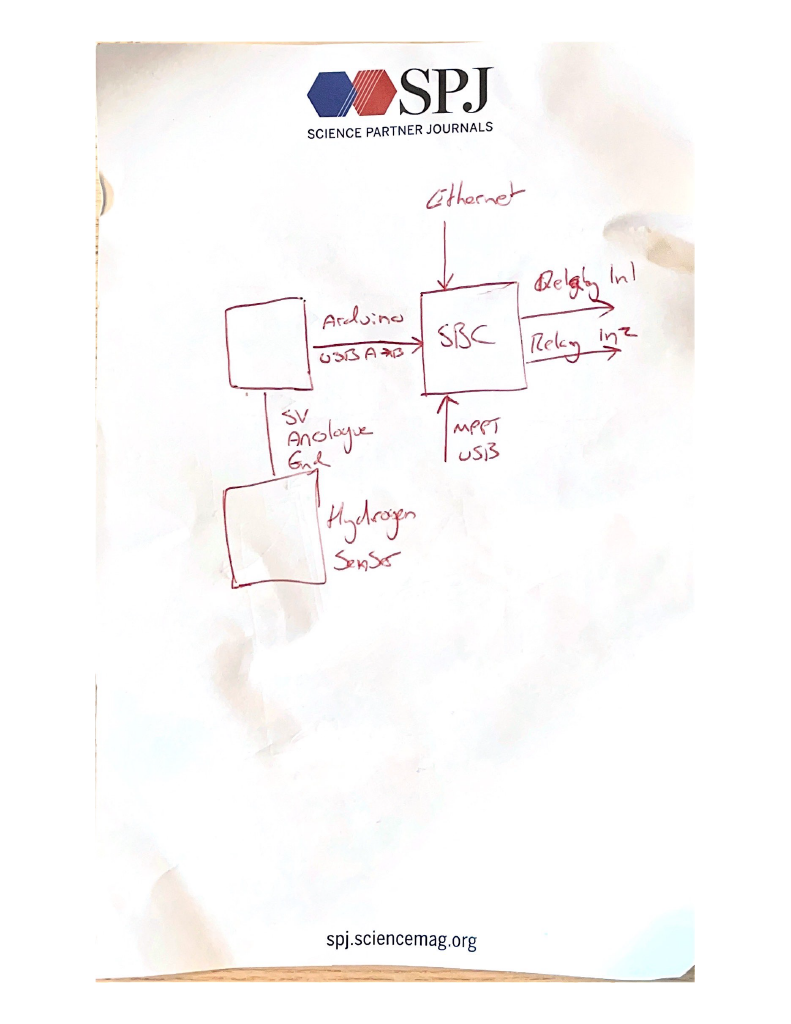 SPJ
SCIENCE PARTNER JOURNALS
Ethernet
Relay In1
Arduino
USB A→B
SBC
Relay in2
5V
Analogue
Gnd
MPPT
USB
Hydrogen
Sensor
spj.sciencemag.org